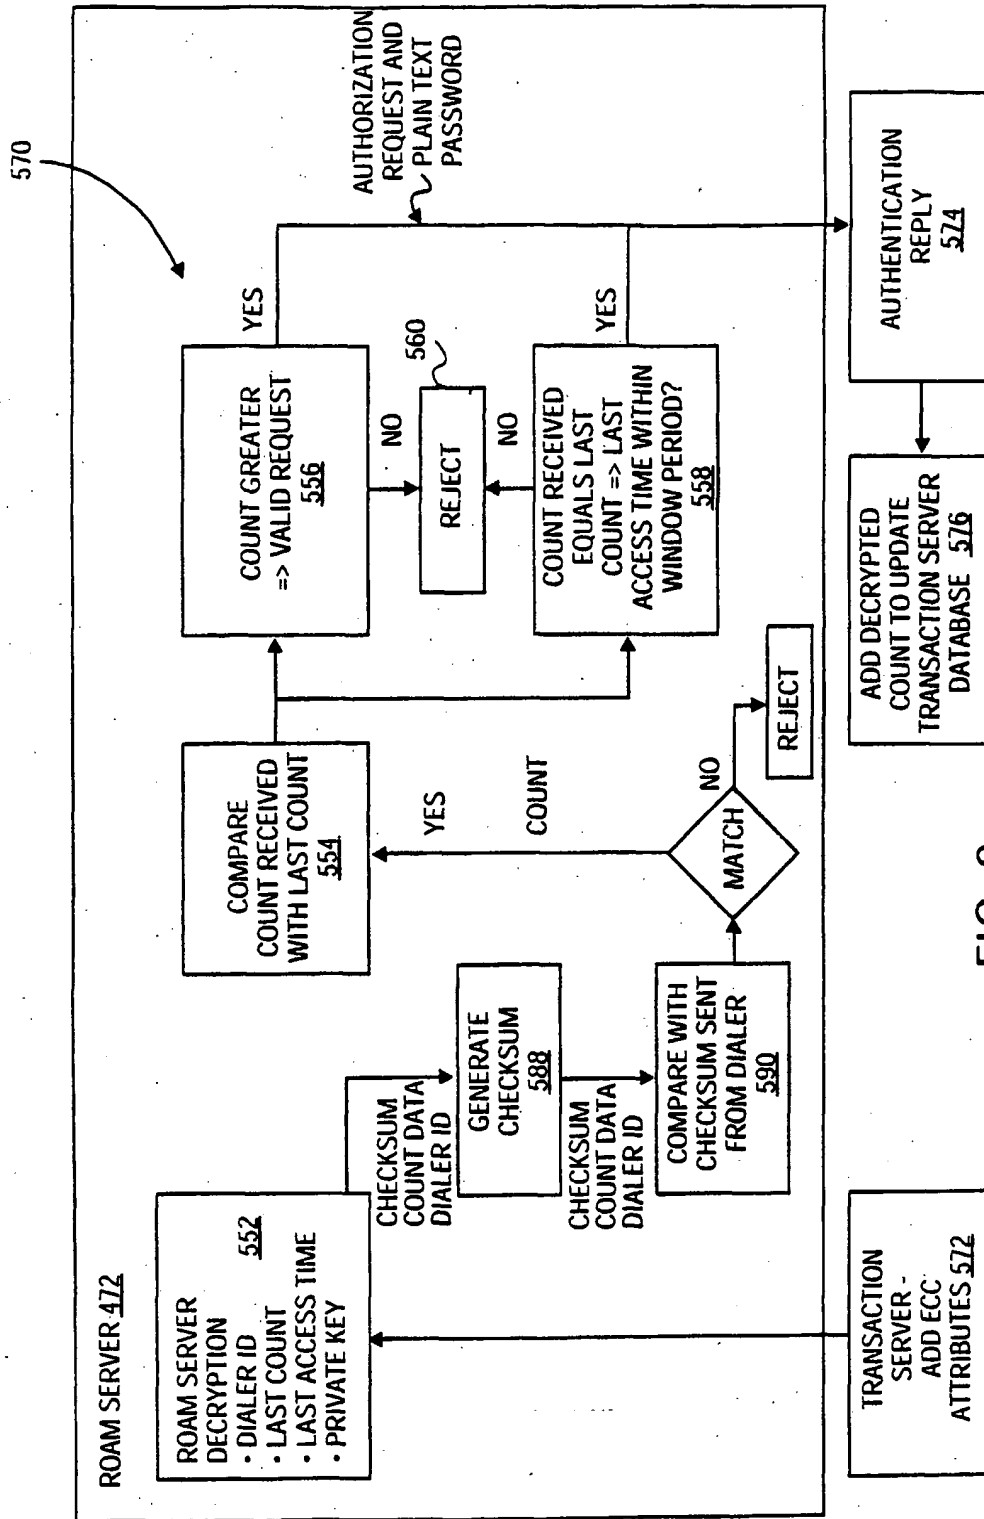 570
ROAM SERVER 472
ROAM SERVER
DECRYPTION
552
• DIALER ID
• LAST COUNT
• LAST ACCESS TIME
• PRIVATE KEY
CHECKSUM
COUNT DATA
DIALER ID
GENERATE
CHECKSUM
588
CHECKSUM
COUNT DATA
DIALER ID
COMPARE WITH
CHECKSUM SENT
FROM DIALER
590
MATCH
NO
REJECT
YES
COUNT
COMPARE
COUNT RECEIVED
WITH LAST COUNT
554
COUNT GREATER
=> VALID REQUEST
556
YES
NO
560
REJECT
NO
COUNT RECEIVED
EQUALS LAST
COUNT => LAST
ACCESS TIME WITHIN
WINDOW PERIOD?
558
YES
AUTHORIZATION
REQUEST AND
PLAIN TEXT
PASSWORD
TRANSACTION
SERVER -
ADD ECC
ATTRIBUTES 572
ADD DECRYPTED
COUNT TO UPDATE
TRANSACTION SERVER
DATABASE 576
AUTHENTICATION
REPLY
574